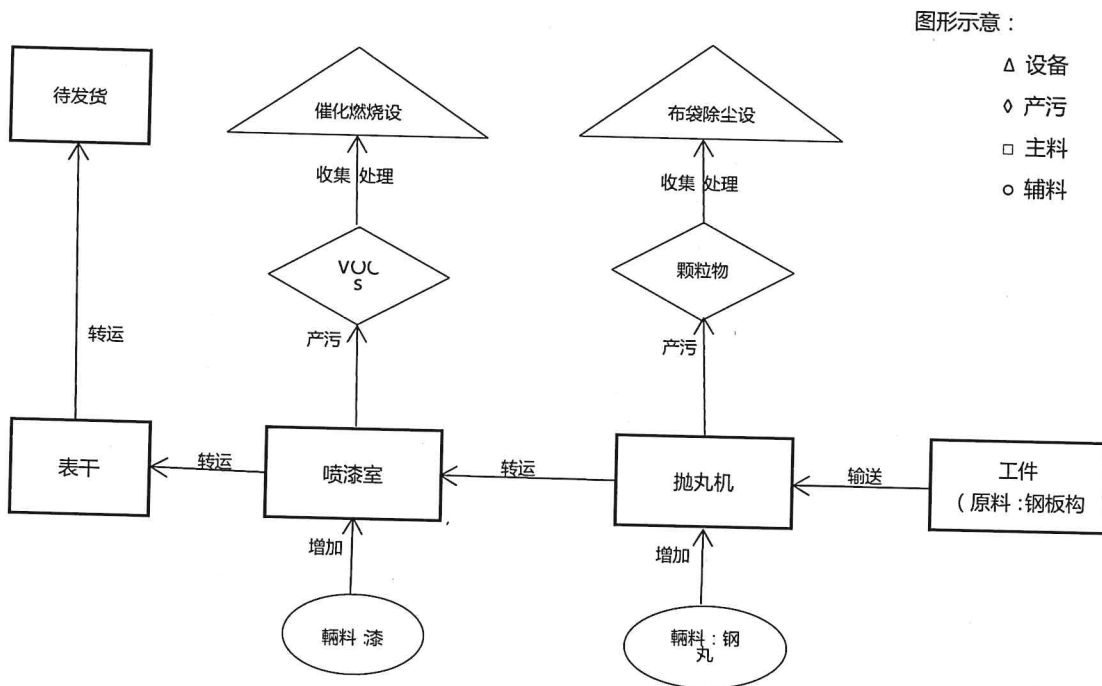 图形示意：
△ 设备
◊ 产污
□ 主料
○ 辅料
待发货
催化燃烧设
布袋除尘设
收集 处理
收集 处理
VOC
s
颗粒物
转运
产污
产污
表干
转运
喷漆室
转运
抛丸机
输送
工件
（原料：钢板构
增加
增加
輛料：漆
輛料：钢
丸